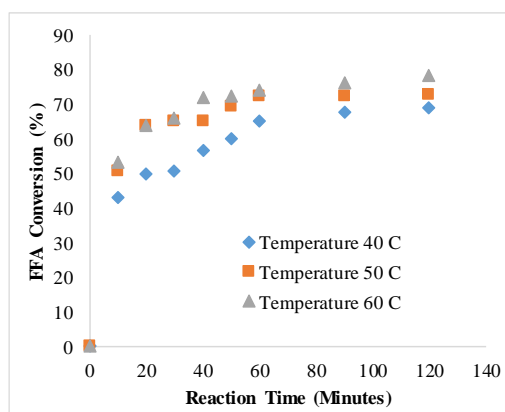 90
80
70
60
50
40
30
20
10
0
FFA Conversion (%)
Temperature 40 C
Temperature 50 C
Temperature 60 C
0 20 40 60 80 100 120 140
Reaction Time (Minutes)